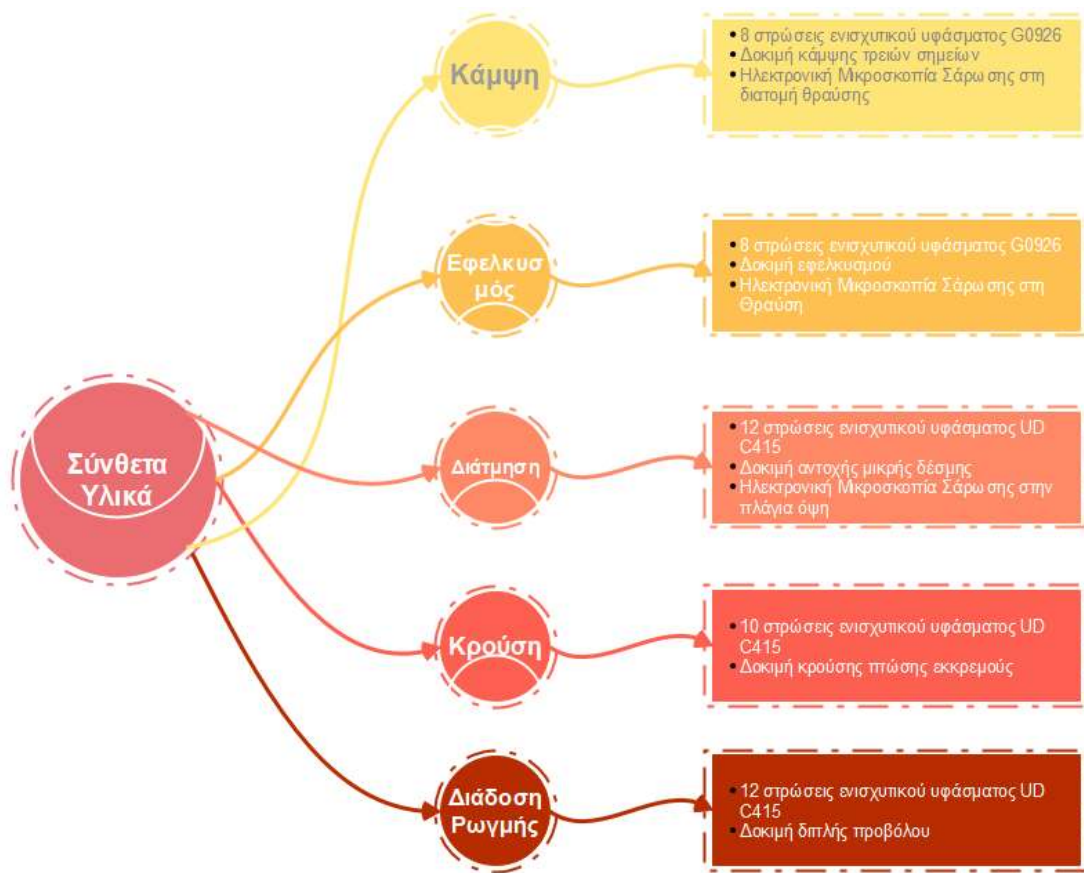 Σύνθετα
Υλικά
Κάμψη
• 8 στρώσεις ενισχυτικού υφάσματος G0926
• Δοκιμή κάμψης τριών σημείων
• Ηλεκτρονική Μικροσκοπία Σάρωσης στη
διατομή θραύσης
Εφελκυσ
μός
• 8 στρώσεις ενισχυτικού υφάσματος G0926
• Δοκιμή εφελκυσμού
• Ηλεκτρονική Μικροσκοπία Σάρωσης στη
Θραύση
Διάτμηση
• 12 στρώσεις ενισχυτικού υφάσματος UD
C415
• Δοκιμή αντοχής μικρής δέσμης
• Ηλεκτρονική Μικροσκοπία Σάρωσης στην
πλάγια όψη
Κρούση
• 10 στρώσεις ενισχυτικού υφάσματος UD
C415
• Δοκιμή κρούσης πτώσης εκκρεμούς
Διάδοση
Ρωγμής
• 12 στρώσεις ενισχυτικού υφάσματος UD
C415
• Δοκιμή διπλής προβόλου